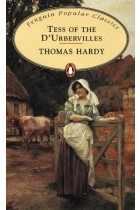 Penguin Popular Classics
TESS OF THE
D'URBERVILLES
THOMAS HARDY